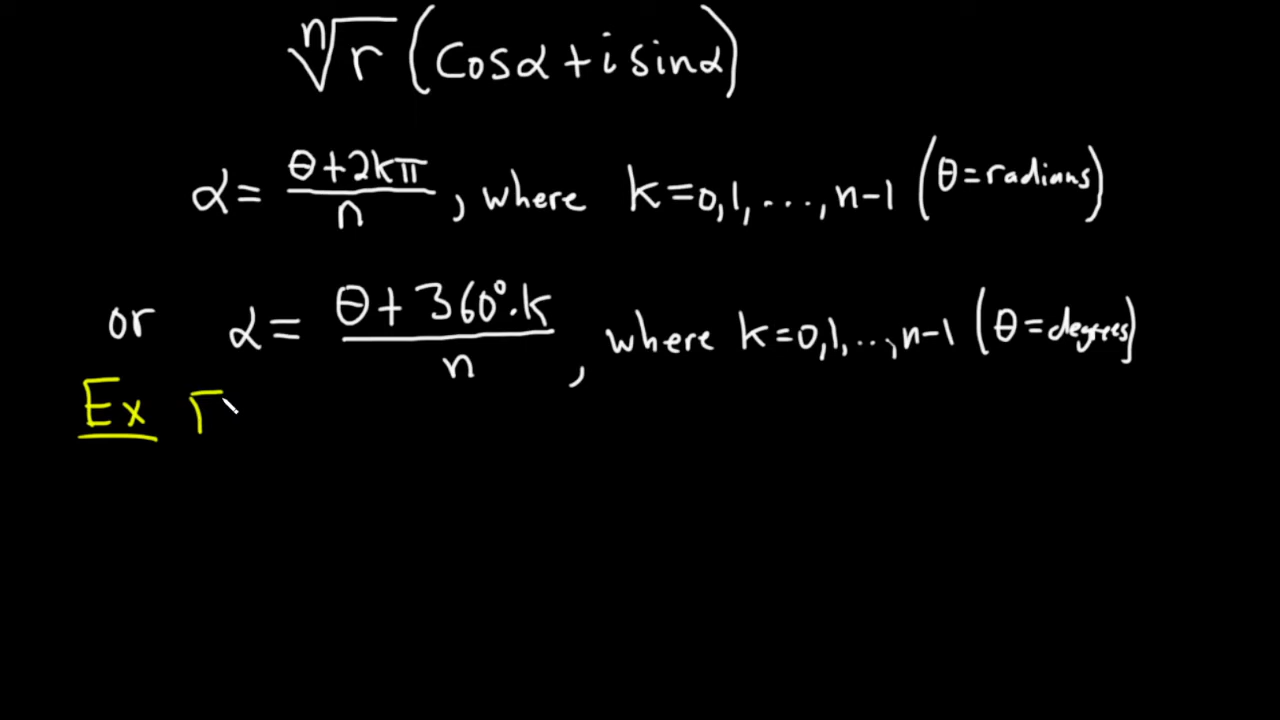 ⁿ√r (Cosα + i sinα)
α = (θ+2kπ)/n , where k=0,1,...,n-1 (θ=radians)
or α = (θ+360°·k)/n , where k=0,1,...,n-1 (θ=degrees)
Ex